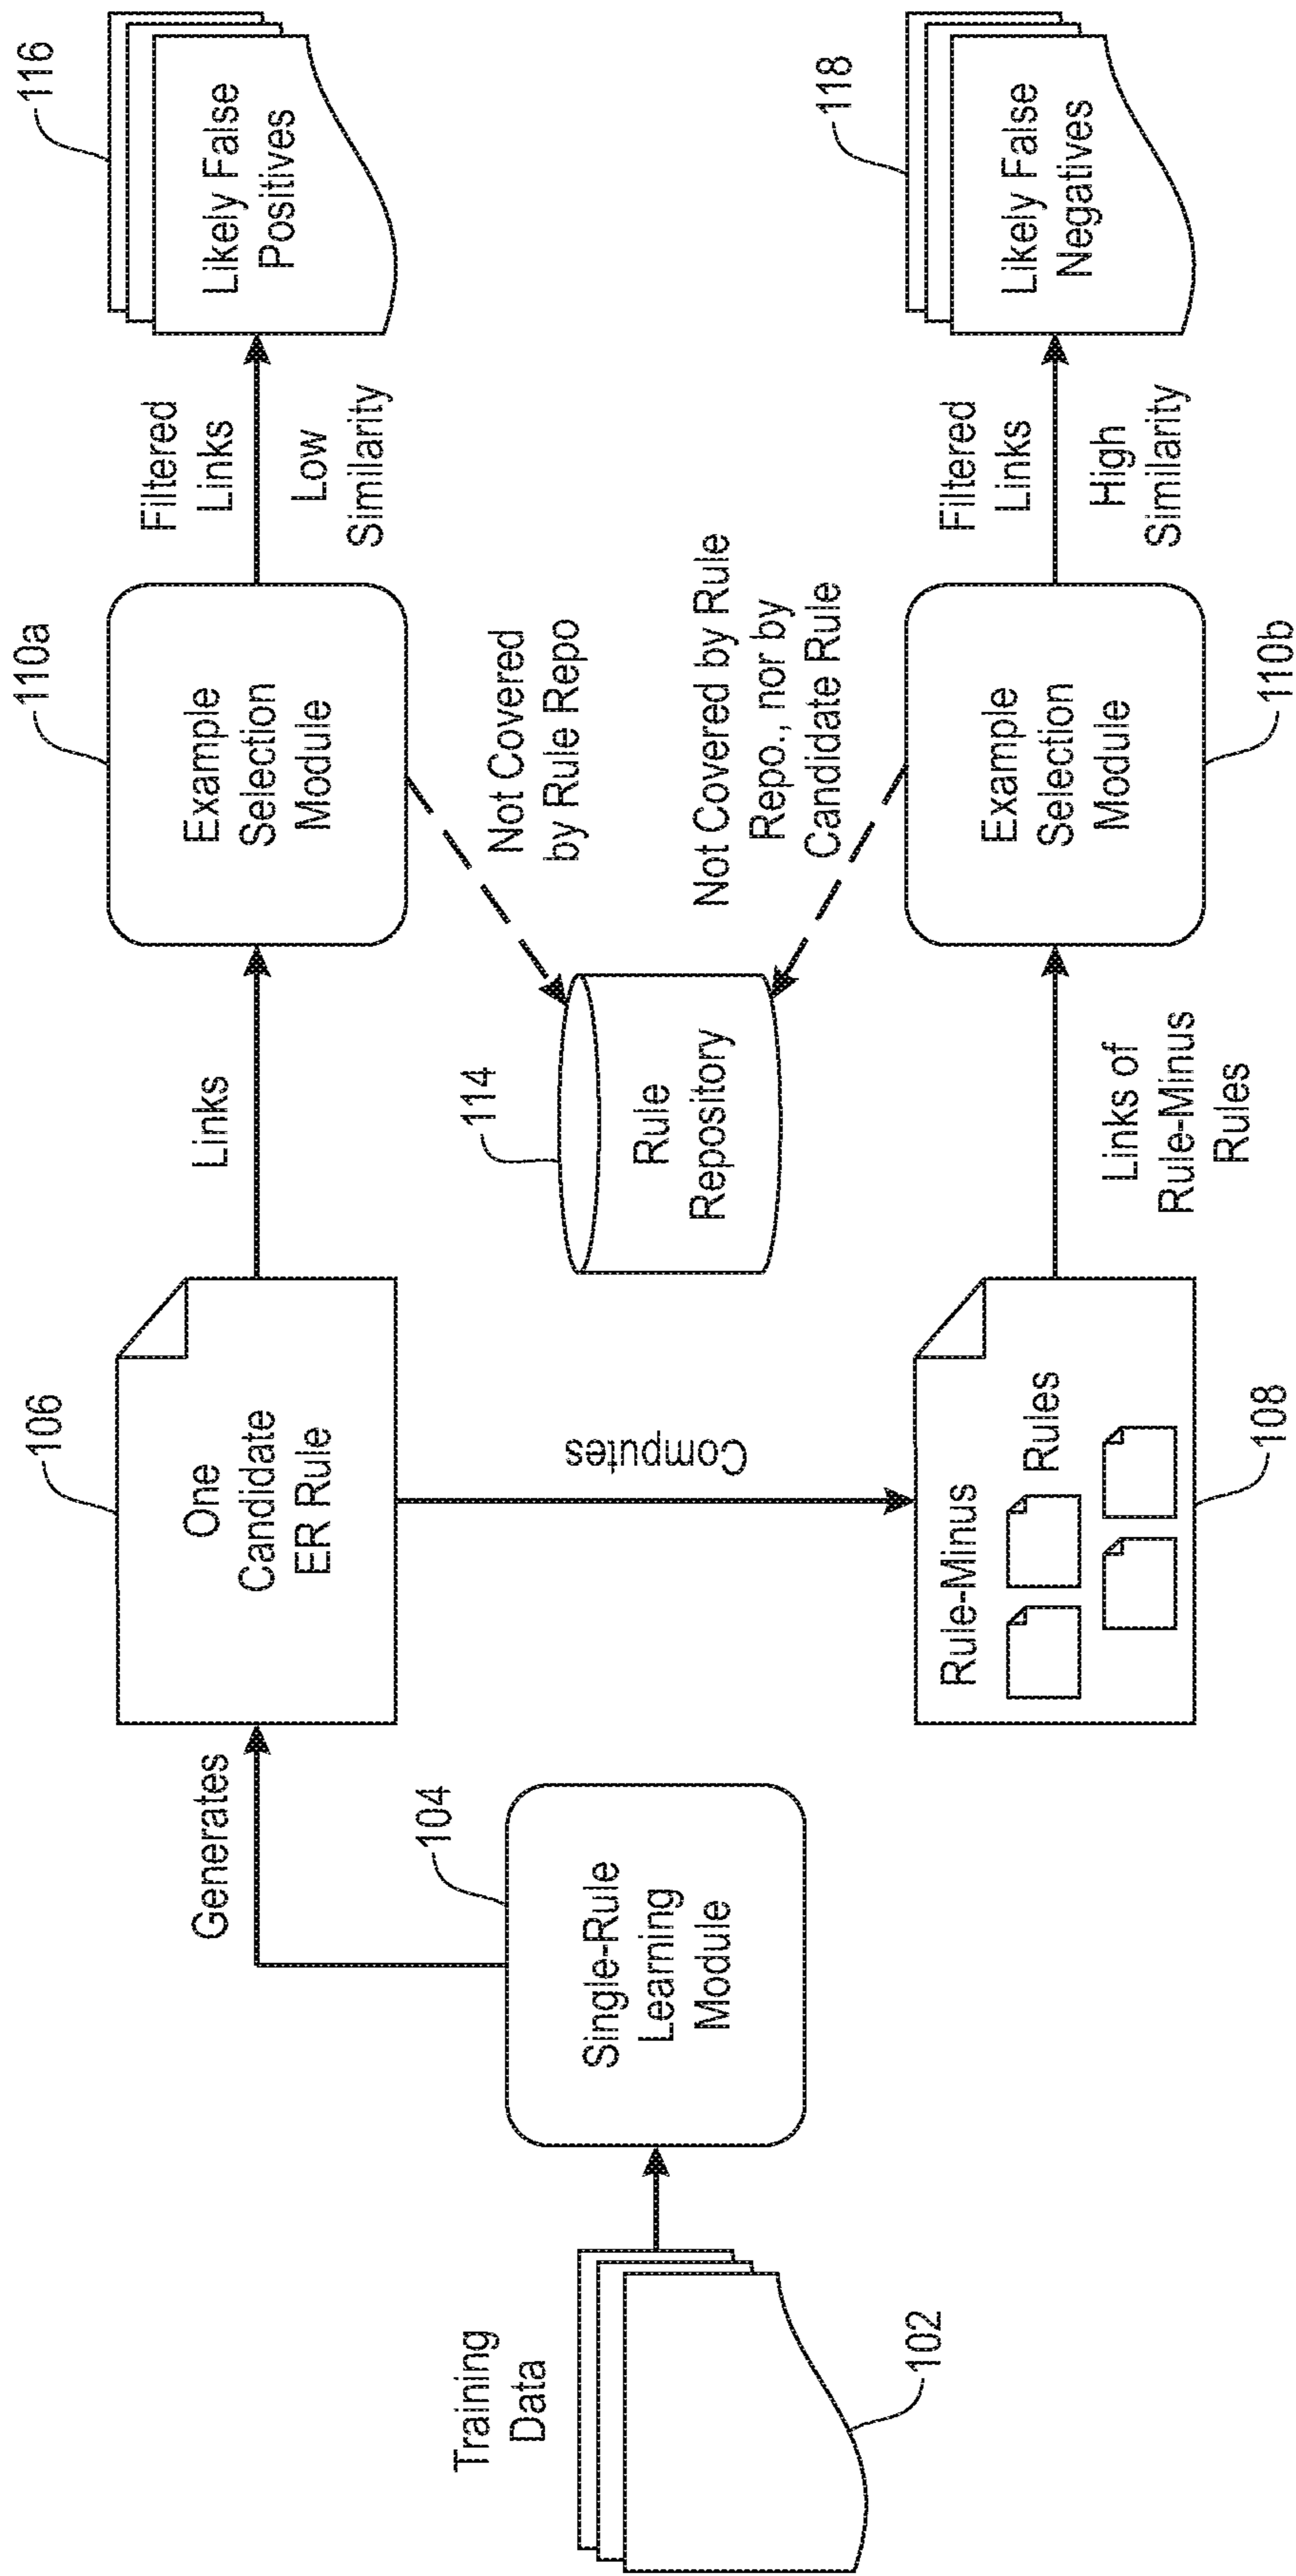 Training
Data
102
104
Single-Rule
Learning
Module
Generates
106
One
Candidate
ER Rule
Computes
Rule-Minus
Rules
108
Links
110a
Example
Selection
Module
Not Covered
by Rule Repo
114
Rule
Repository
Not Covered by Rule
Repo., nor by
Candidate Rule
Links of
Rule-Minus
Rules
Example
Selection
Module
110b
Filtered
Links
Low
Similarity
116
Likely False
Positives
Filtered
Links
High
Similarity
118
Likely False
Negatives